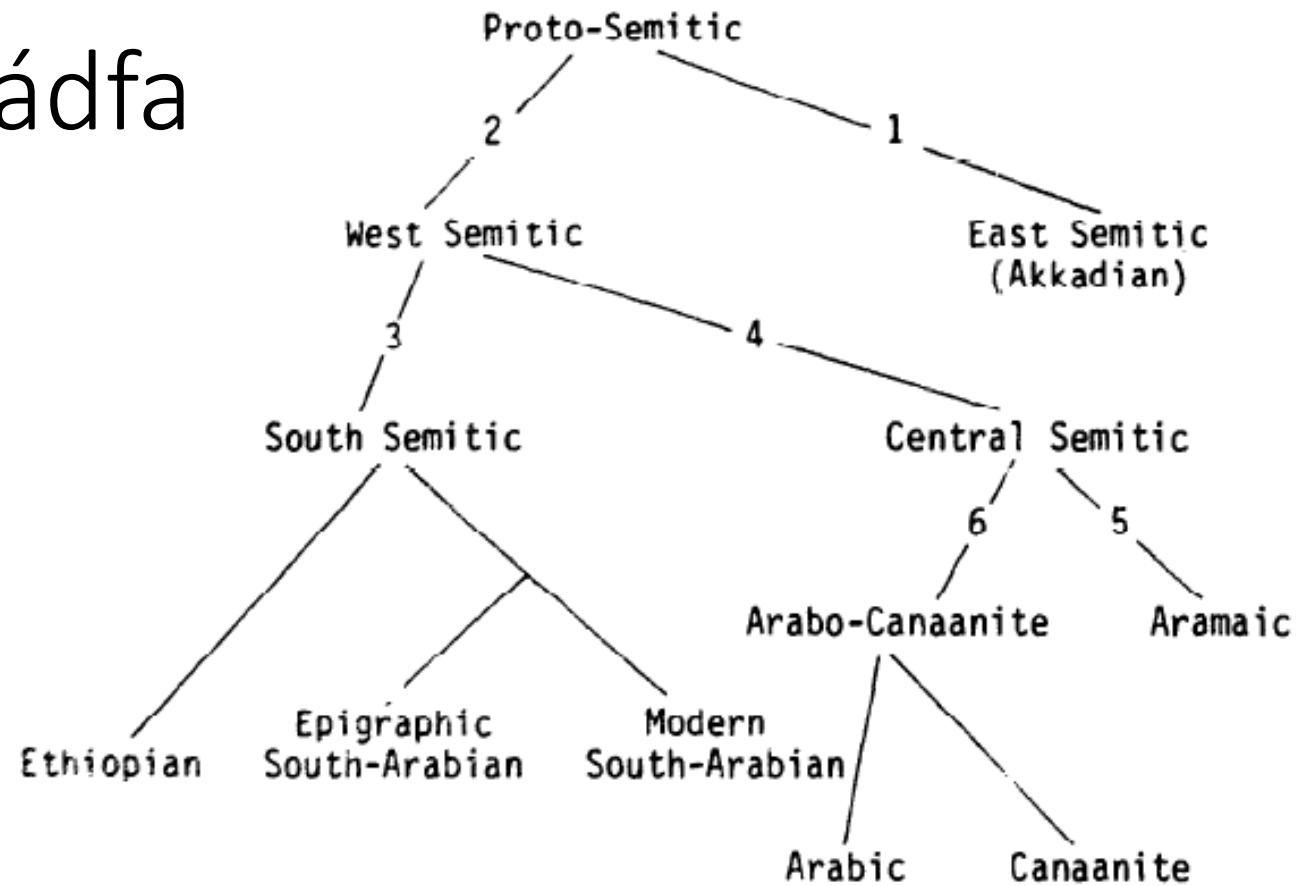 Proto-Semitic
ádfa
2
1
West Semitic
East Semitic
(Akkadian)
3
4
South Semitic
Central Semitic
6
5
Arabo-Canaanite
Aramaic
Ethiopian
Epigraphic
South-Arabian
Modern
South-Arabian
Arabic
Canaanite